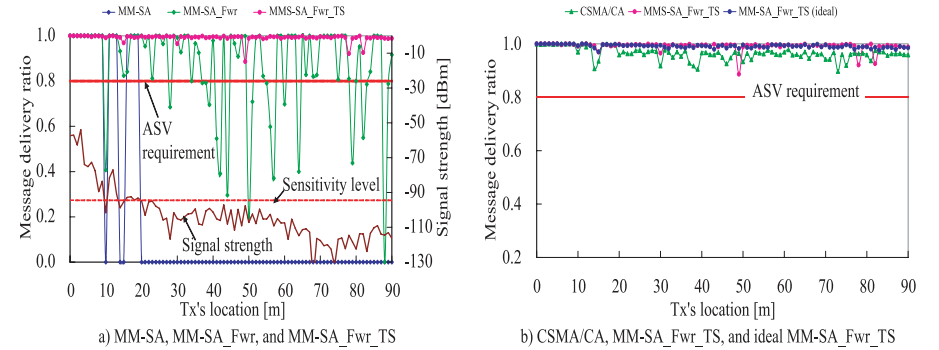 MM-SA MM-SA_Fwr MMS-SA_Fwr_TS
Message delivery ratio
1.0
0.8
0.6
0.4
0.2
0.0
-10
-30
-50
-70
-90
-110
-130
Signal strength [dBm]
ASV
requirement
Sensitivity level
Signal strength
0 10 20 30 40 50 60 70 80 90
Tx's location [m]
a) MM-SA, MM-SA_Fwr, and MM-SA_Fwr_TS
CSMA/CA MMS-SA_Fwr_TS MM-SA_Fwr_TS (ideal)
Message delivery ratio
1.0
0.8
0.6
0.4
0.2
ASV requirement
0 10 20 30 40 50 60 70 80 90
Tx's location [m]
b) CSMA/CA, MM-SA_Fwr_TS, and ideal MM-SA_Fwr_TS